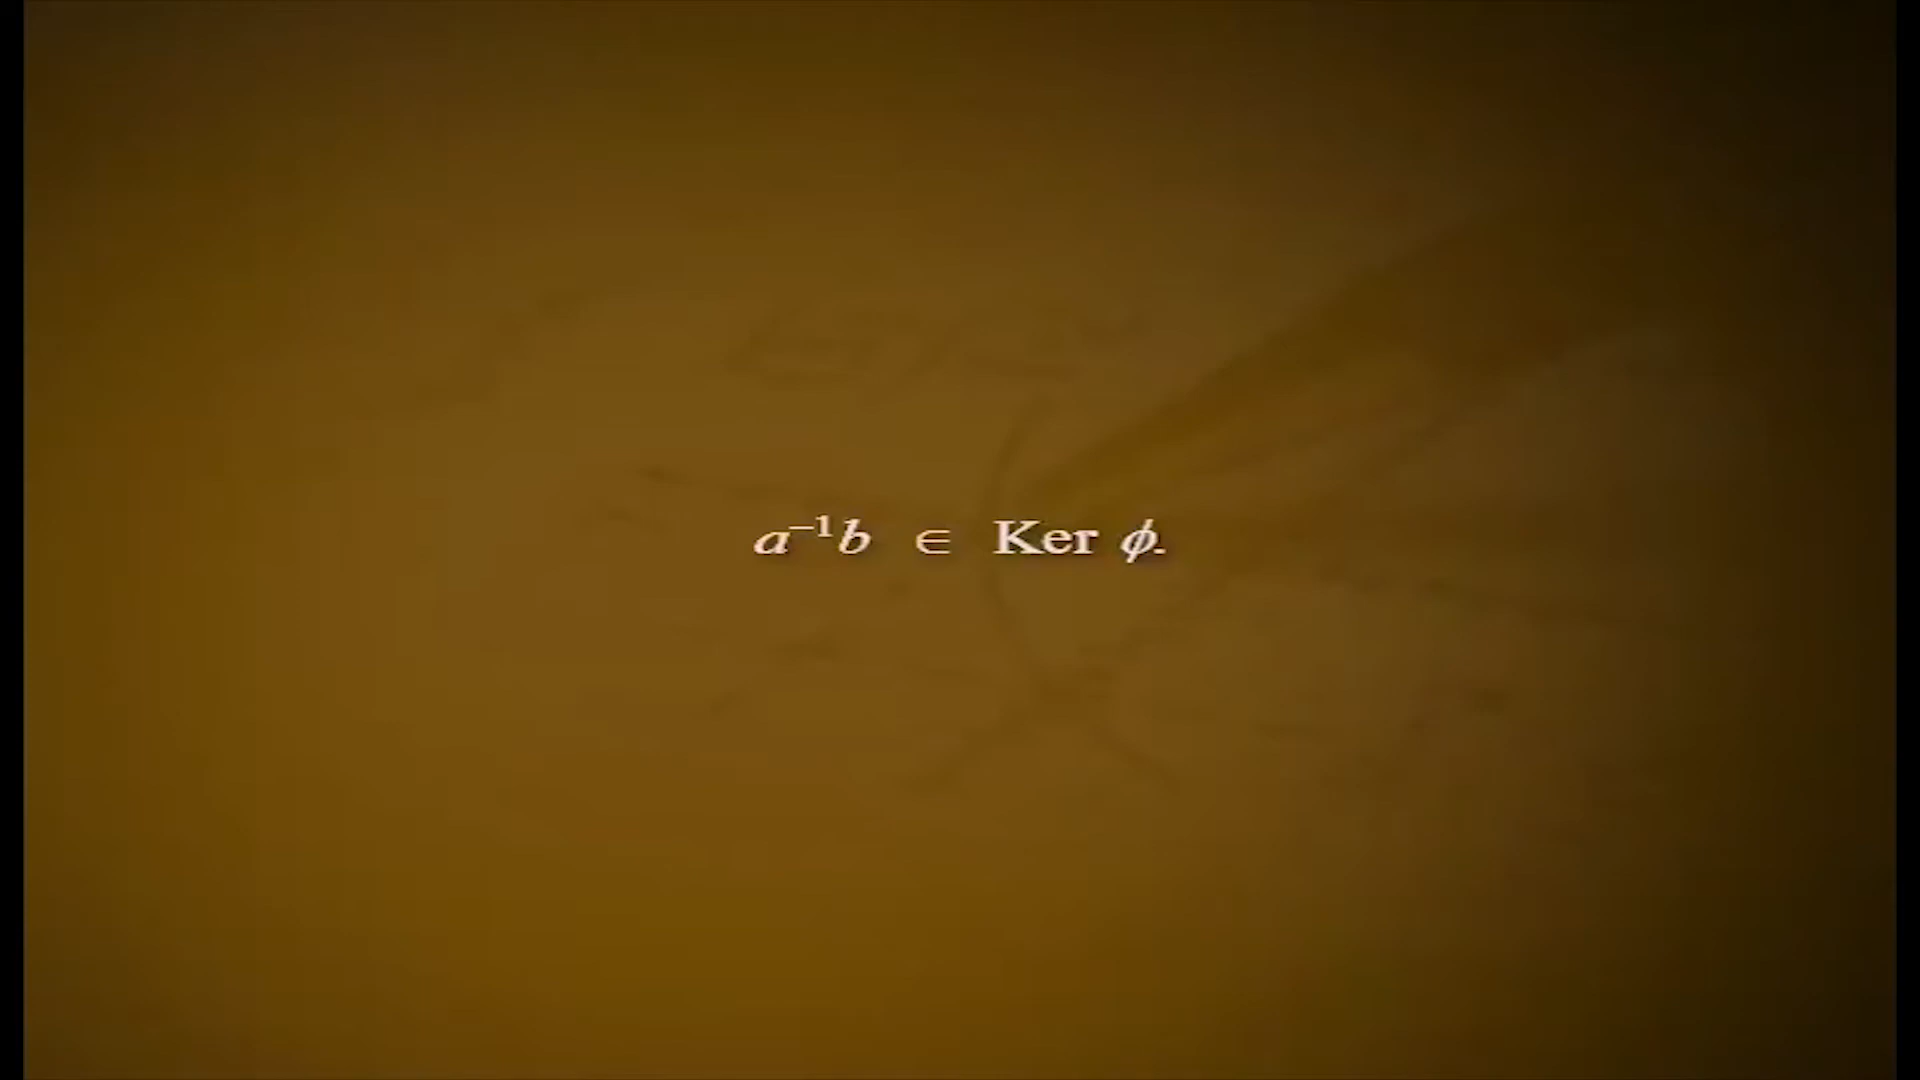 a⁻¹b ∈ Ker ϕ.